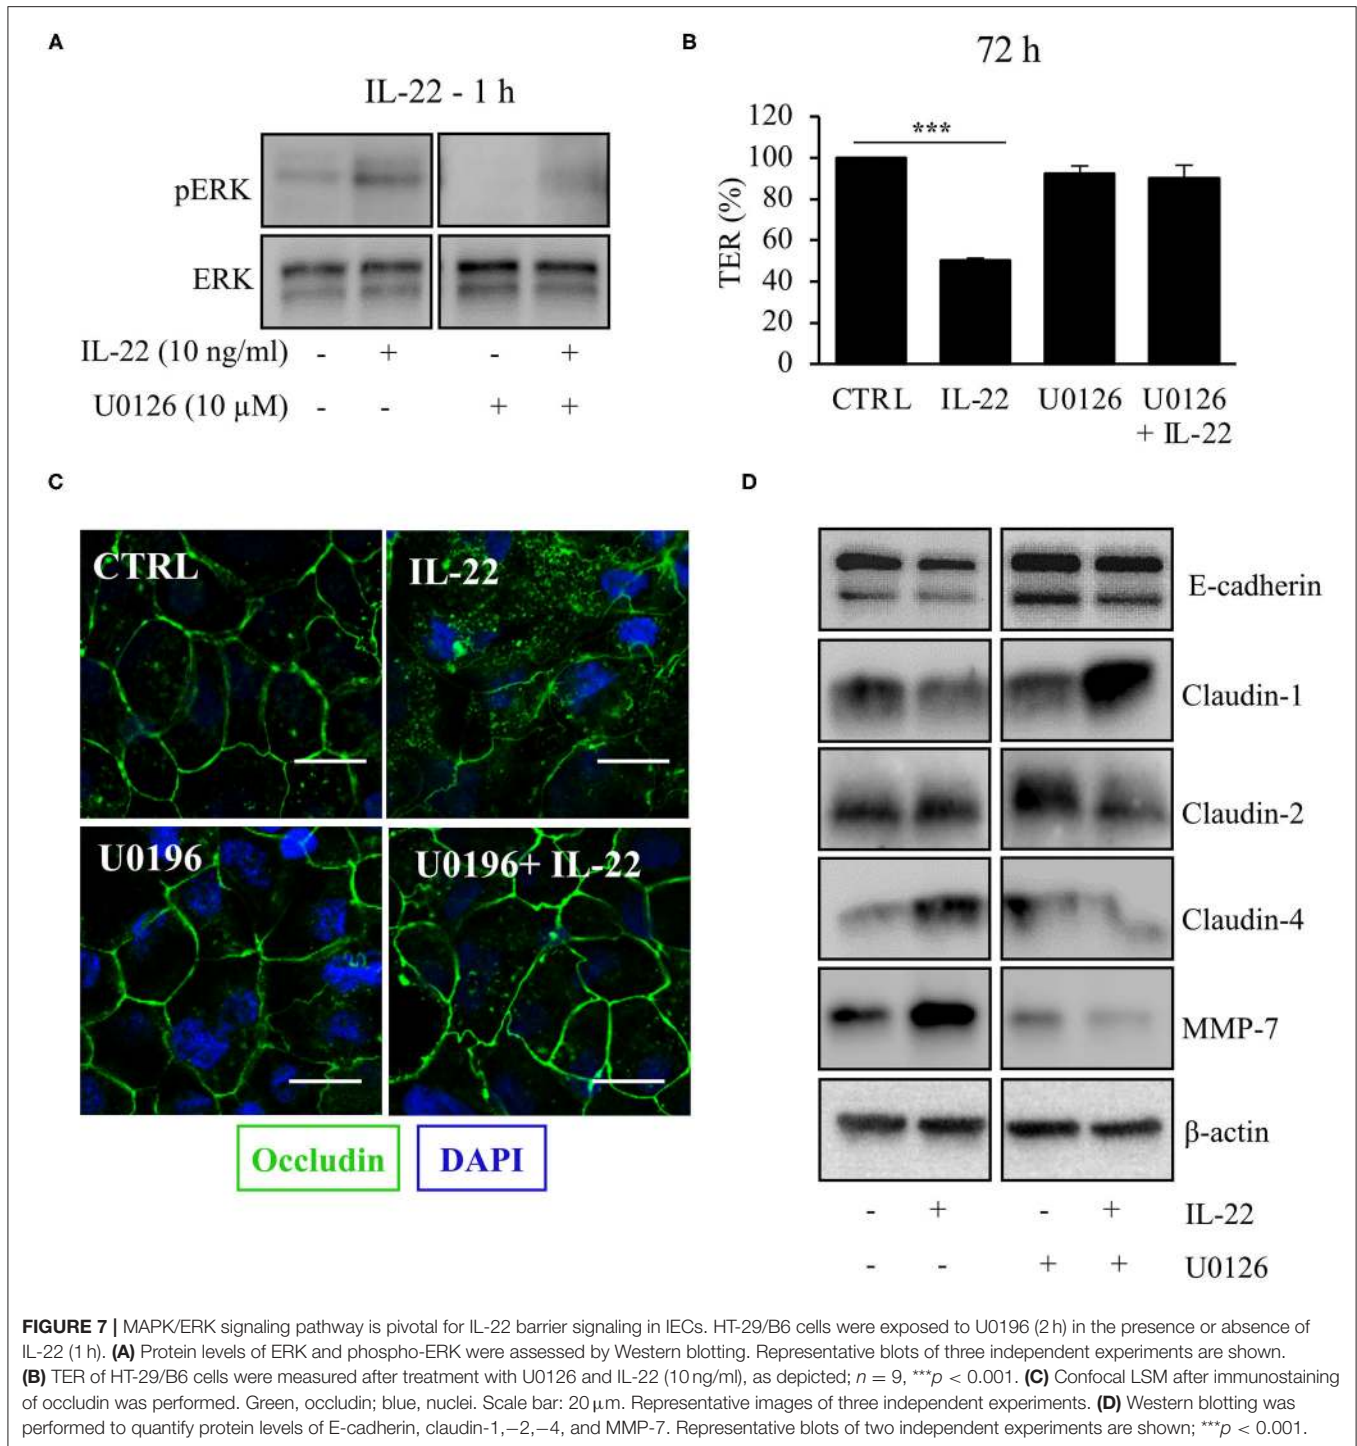 A
IL-22 - 1 h
pERK
ERK
IL-22 (10 ng/ml) - + - +
U0126 (10 µM) - - + +
B
72 h
***
TER (%)
120
100
80
60
40
20
0
CTRL IL-22 U0126 U0126
+ IL-22
C
CTRL
IL-22
U0196
U0196+ IL-22
Occludin
DAPI
D
E-cadherin
Claudin-1
Claudin-2
Claudin-4
MMP-7
β-actin
- + - + IL-22
- - + + U0126
FIGURE 7 | MAPK/ERK signaling pathway is pivotal for IL-22 barrier signaling in IECs. HT-29/B6 cells were exposed to U0196 (2 h) in the presence or absence of
IL-22 (1 h). (A) Protein levels of ERK and phospho-ERK were assessed by Western blotting. Representative blots of three independent experiments are shown.
(B) TER of HT-29/B6 cells were measured after treatment with U0126 and IL-22 (10 ng/ml), as depicted; n = 9, ***p < 0.001. (C) Confocal LSM after immunostaining
of occludin was performed. Green, occludin; blue, nuclei. Scale bar: 20 µm. Representative images of three independent experiments. (D) Western blotting was
performed to quantify protein levels of E-cadherin, claudin-1,−2,−4, and MMP-7. Representative blots of two independent experiments are shown; ***p < 0.001.